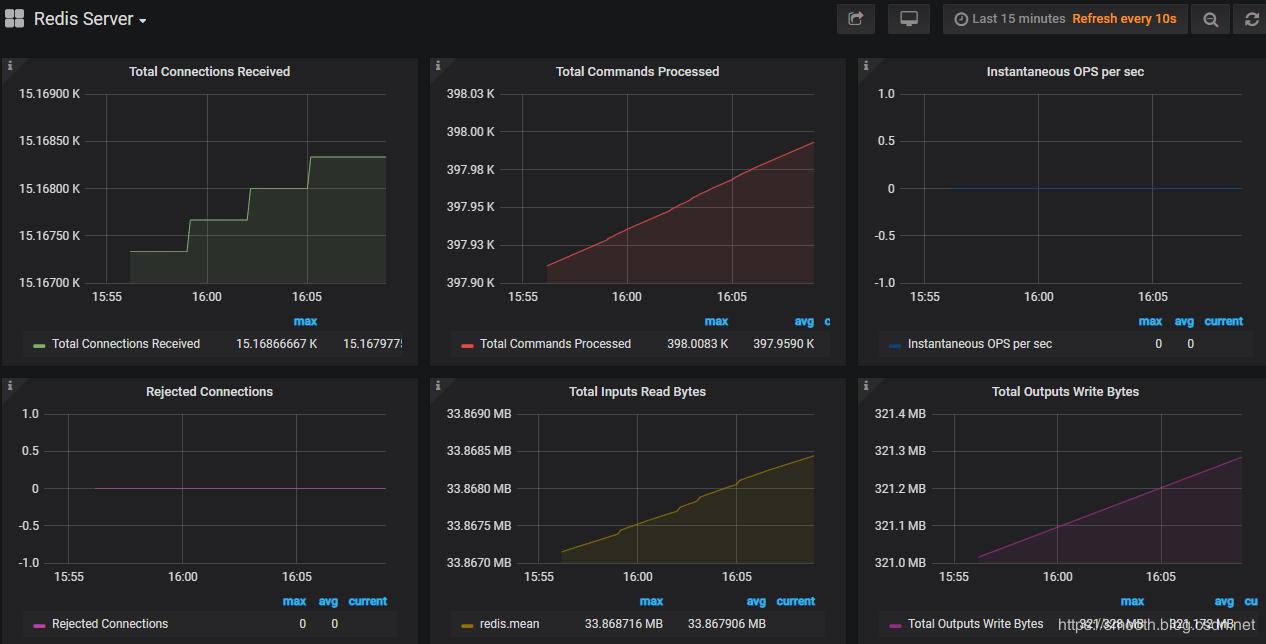 Redis Server
Last 15 minutes Refresh every 10s
Total Connections Received
15.16900 K
15.16850 K
15.16800 K
15.16750 K
15.16700 K
15:55 16:00 16:05
max
Total Connections Received 15.16866667 K 15.167977
Total Commands Processed
398.03 K
398.00 K
397.98 K
397.95 K
397.93 K
397.90 K
15:55 16:00 16:05
max avg c
Total Commands Processed 398.0083 K 397.9590 K
Instantaneous OPS per sec
1.0
0.5
0
-0.5
-1.0
15:55 16:00 16:05
max avg current
Instantaneous OPS per sec 0 0
Rejected Connections
1.0
0.5
0
-0.5
-1.0
15:55 16:00 16:05
max avg current
Rejected Connections 0 0
Total Inputs Read Bytes
33.8690 MB
33.8685 MB
33.8680 MB
33.8675 MB
33.8670 MB
15:55 16:00 16:05
max avg current
redis.mean 33.868716 MB 33.867906 MB
Total Outputs Write Bytes
321.4 MB
321.3 MB
321.2 MB
321.1 MB
321.0 MB
15:55 16:00 16:05
max avg cu
Total Outputs Write Bytes 321.328 MB 321.172 MB